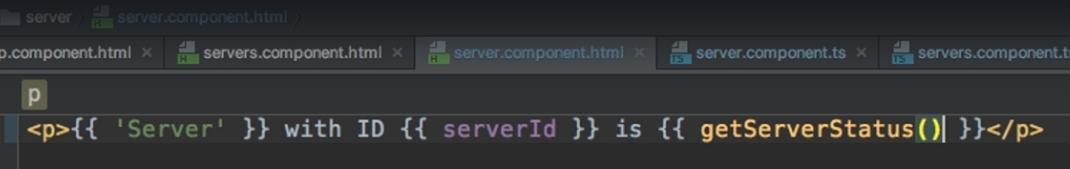 server server.component.html
p.component.html servers.component.html server.component.html server.component.ts servers.component.t
p
<p>{{ 'Server' }} with ID {{ serverId }} is {{ getServerStatus() }}</p>